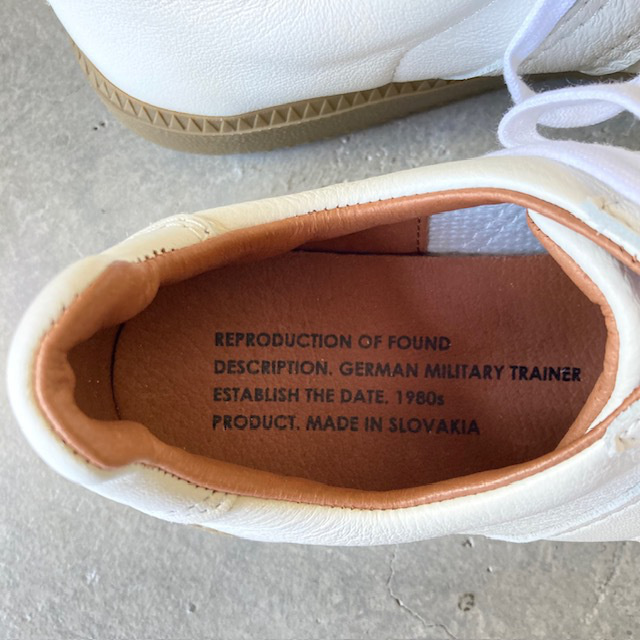 REPRODUCTION OF FOUND
DESCRIPTION. GERMAN MILITARY TRAINER
ESTABLISH THE DATE. 1980s
PRODUCT. MADE IN SLOVAKIA